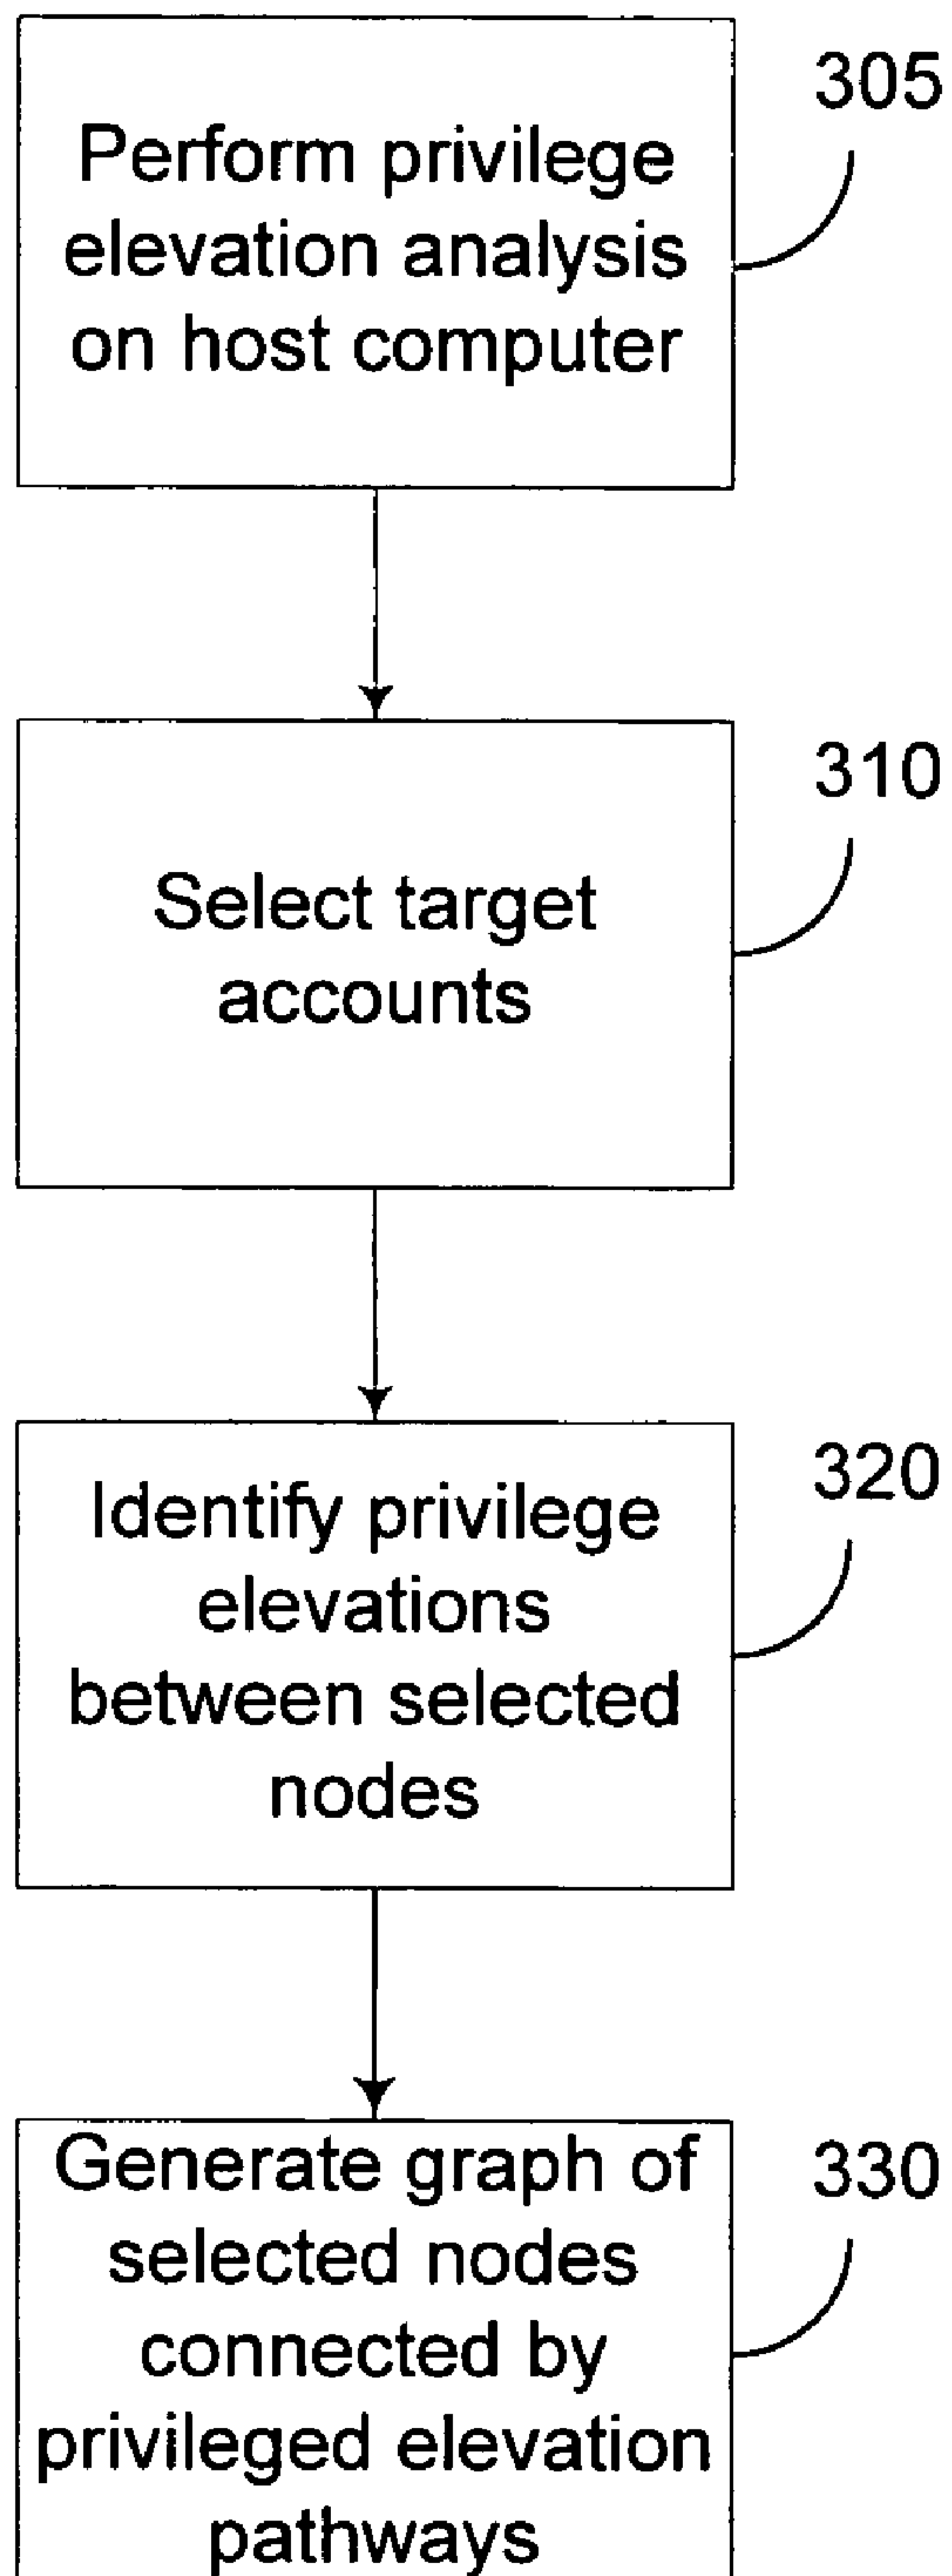 305
Perform privilege
elevation analysis
on host computer
310
Select target
accounts
320
Identify privilege
elevations
between selected
nodes
330
Generate graph of
selected nodes
connected by
privileged elevation
pathways